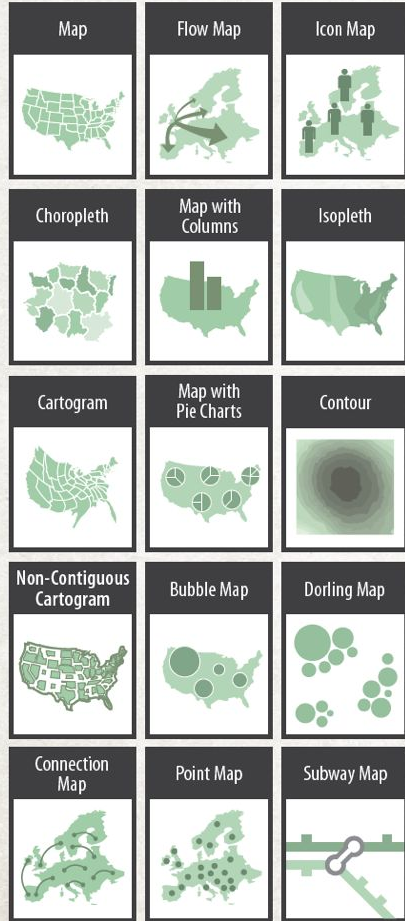 Map
Flow Map
Icon Map
Choropleth
Map with
Columns
Isopleth
Cartogram
Map with
Pie Charts
Contour
Non-Contiguous
Cartogram
Bubble Map
Dorling Map
Connection
Map
Point Map
Subway Map